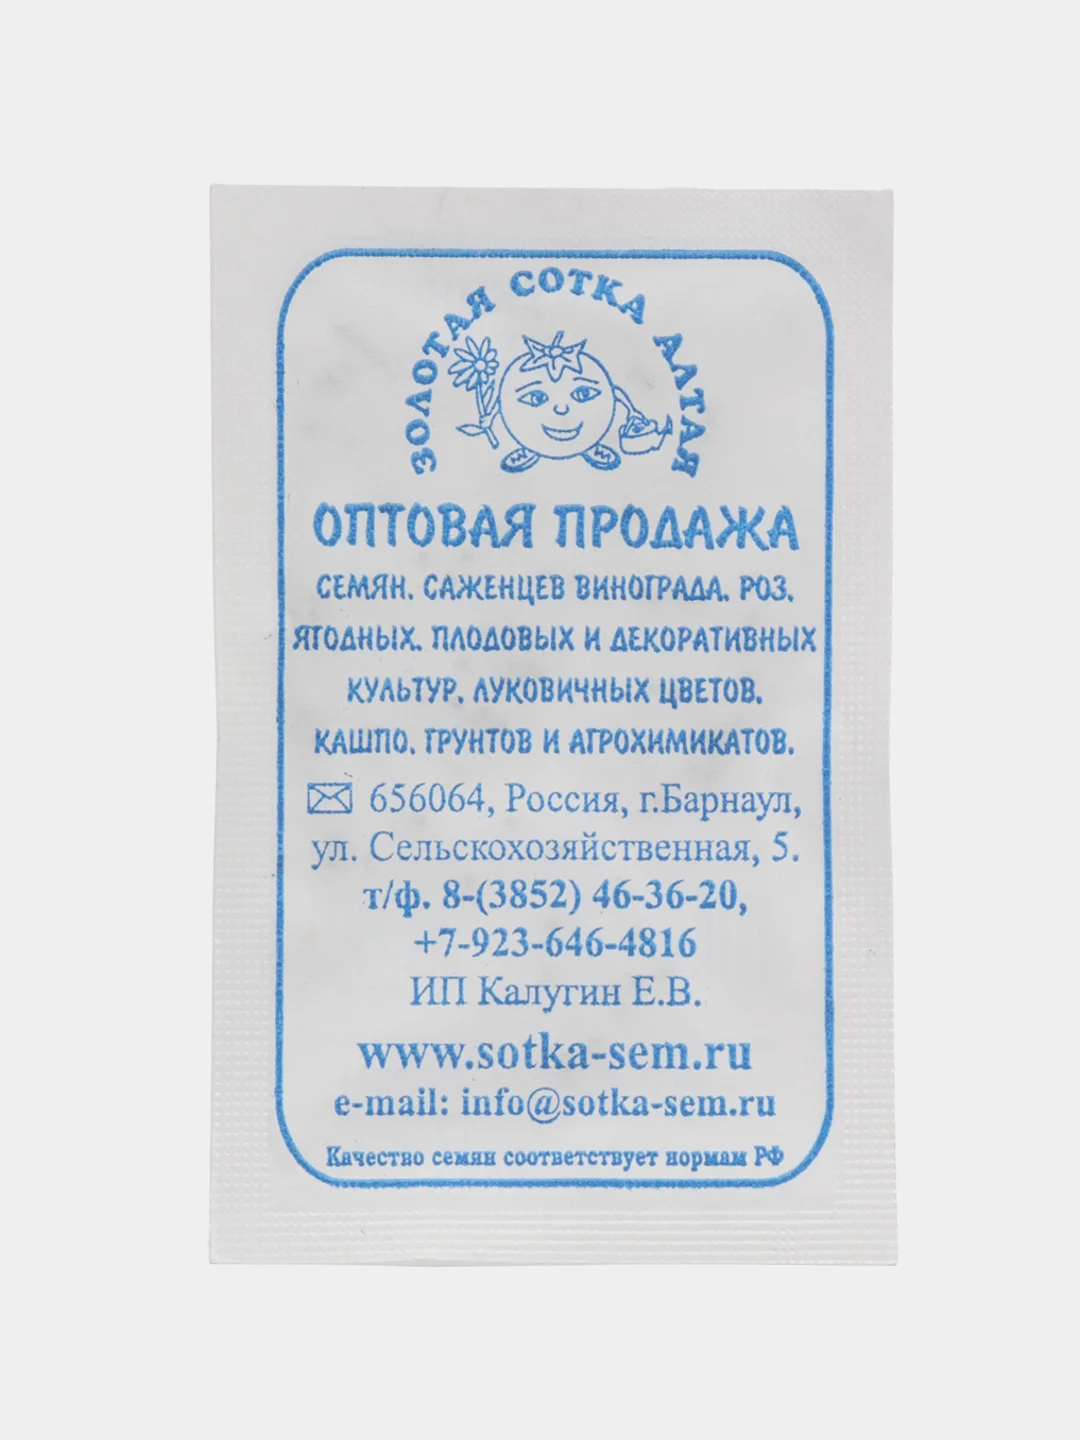 ЗОЛОТАЯ СОТКА АЛТАЯ
ОПТОВАЯ ПРОДАЖА
СЕМЯН, САЖЕНЦЕВ ВИНОГРАДА, РОЗ,
ЯГОДНЫХ, ПЛОДОВЫХ И ДЕКОРАТИВНЫХ
КУЛЬТУР, ЛУКОВИЧНЫХ ЦВЕТОВ,
КАШПО, ГРУНТОВ И АГРОХИМИКАТОВ.
656064, Россия, г.Барнаул,
ул. Сельскохозяйственная, 5.
т/ф. 8-(3852) 46-36-20,
+7-923-646-4816
ИП Калугин Е.В.
www.sotka-sem.ru
e-mail: info@sotka-sem.ru
Качество семян соответствует нормам РФ